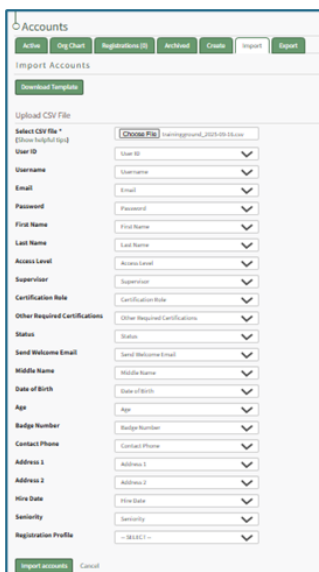 Accounts
Active Org Chart Registrations (0) Archived Create Import Export
Import Accounts
Download Template
Upload CSV File
Select CSV file * Choose File trainingground_2025-09-16.csv
(Show helpful tips)
User ID User ID
Username Username
Email Email
Password Password
First Name First Name
Last Name Last Name
Access Level Access Level
Supervisor Supervisor
Certification Role Certification Role
Other Required Certifications Other Required Certifications
Status Status
Send Welcome Email Send Welcome Email
Middle Name Middle Name
Date of Birth Date of Birth
Age Age
Badge Number Badge Number
Contact Phone Contact Phone
Address 1 Address 1
Address 2 Address 2
Hire Date Hire Date
Seniority Seniority
Registration Profile -- SELECT --
Import accounts Cancel